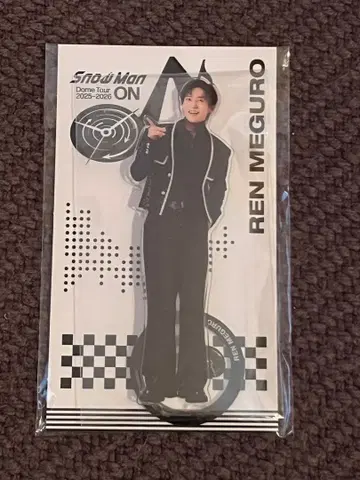 Snow Man
Dome Tour
2025-2026
ON
REN MEGURO
REN MEGURO